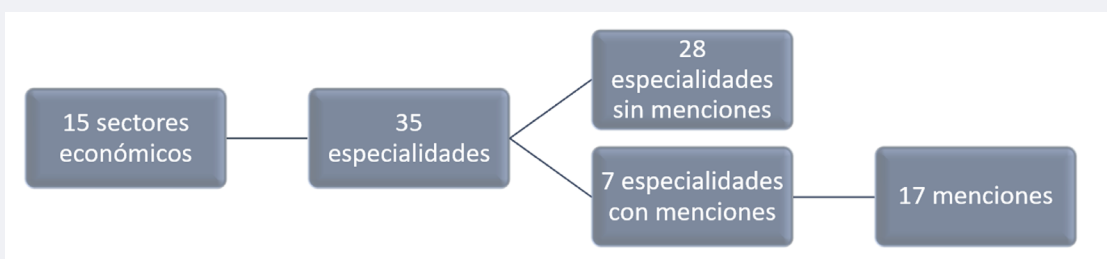 15 sectores
económicos
35
especialidades
28
especialidades
sin menciones
7 especialidades
con menciones
17 menciones